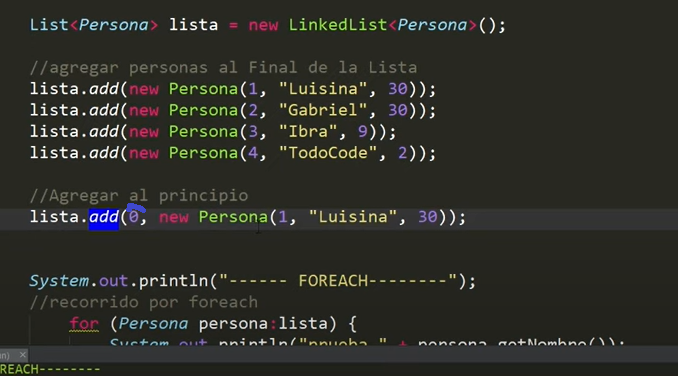 List<Persona> lista = new LinkedList<Persona>();
//agregar personas al Final de la Lista
lista.add(new Persona(1, "Luisina", 30));
lista.add(new Persona(2, "Gabriel", 30));
lista.add(new Persona(3, "Ibra", 9));
lista.add(new Persona(4, "TodoCode", 2));
//Agregar al principio
lista.add(0, new Persona(1, "Luisina", 30));
System.out.println("------ FOREACH--------");
//recorrido por foreach
for (Persona persona:lista) {
System.out.println("prueba " + persona.getNombre());
on) ×
REACH--------